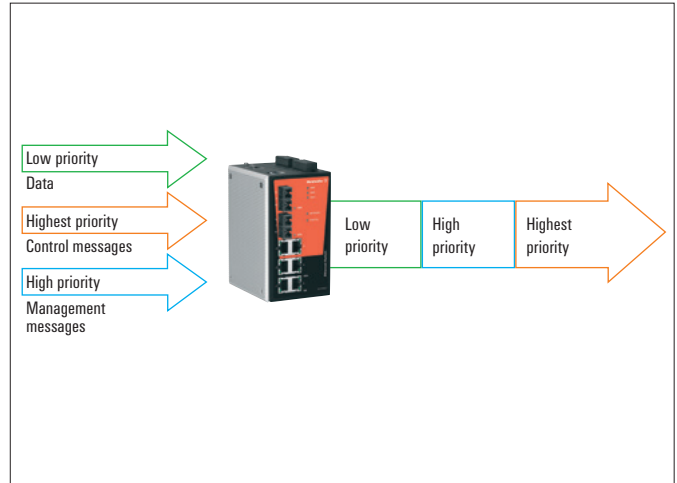 Low priority
Data
Highest priority
Control messages
High priority
Management
messages
Low
priority
High
priority
Highest
priority